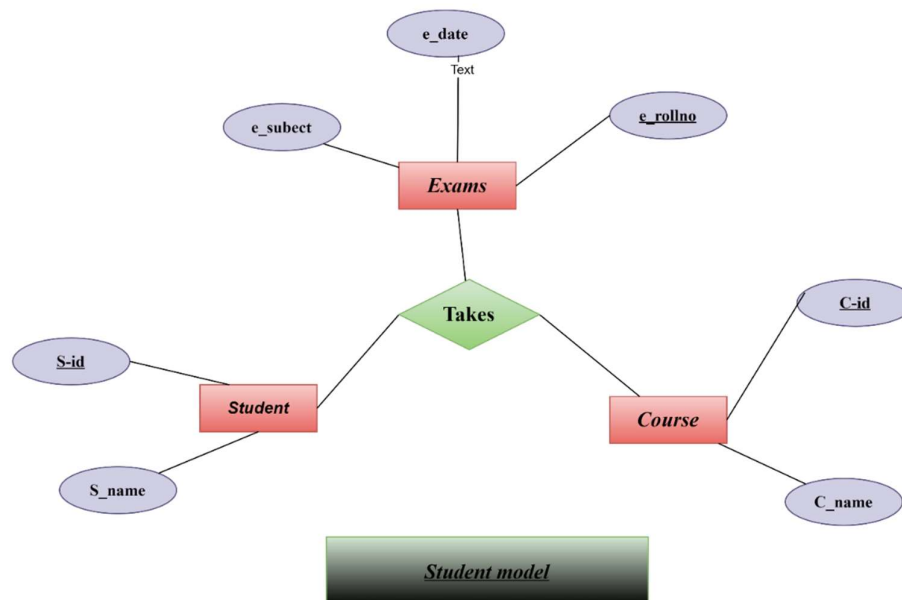 e_date
Text
e_subect
e_rollno
Exams
Takes
C-id
S-id
Student
Course
S_name
C_name
Student model